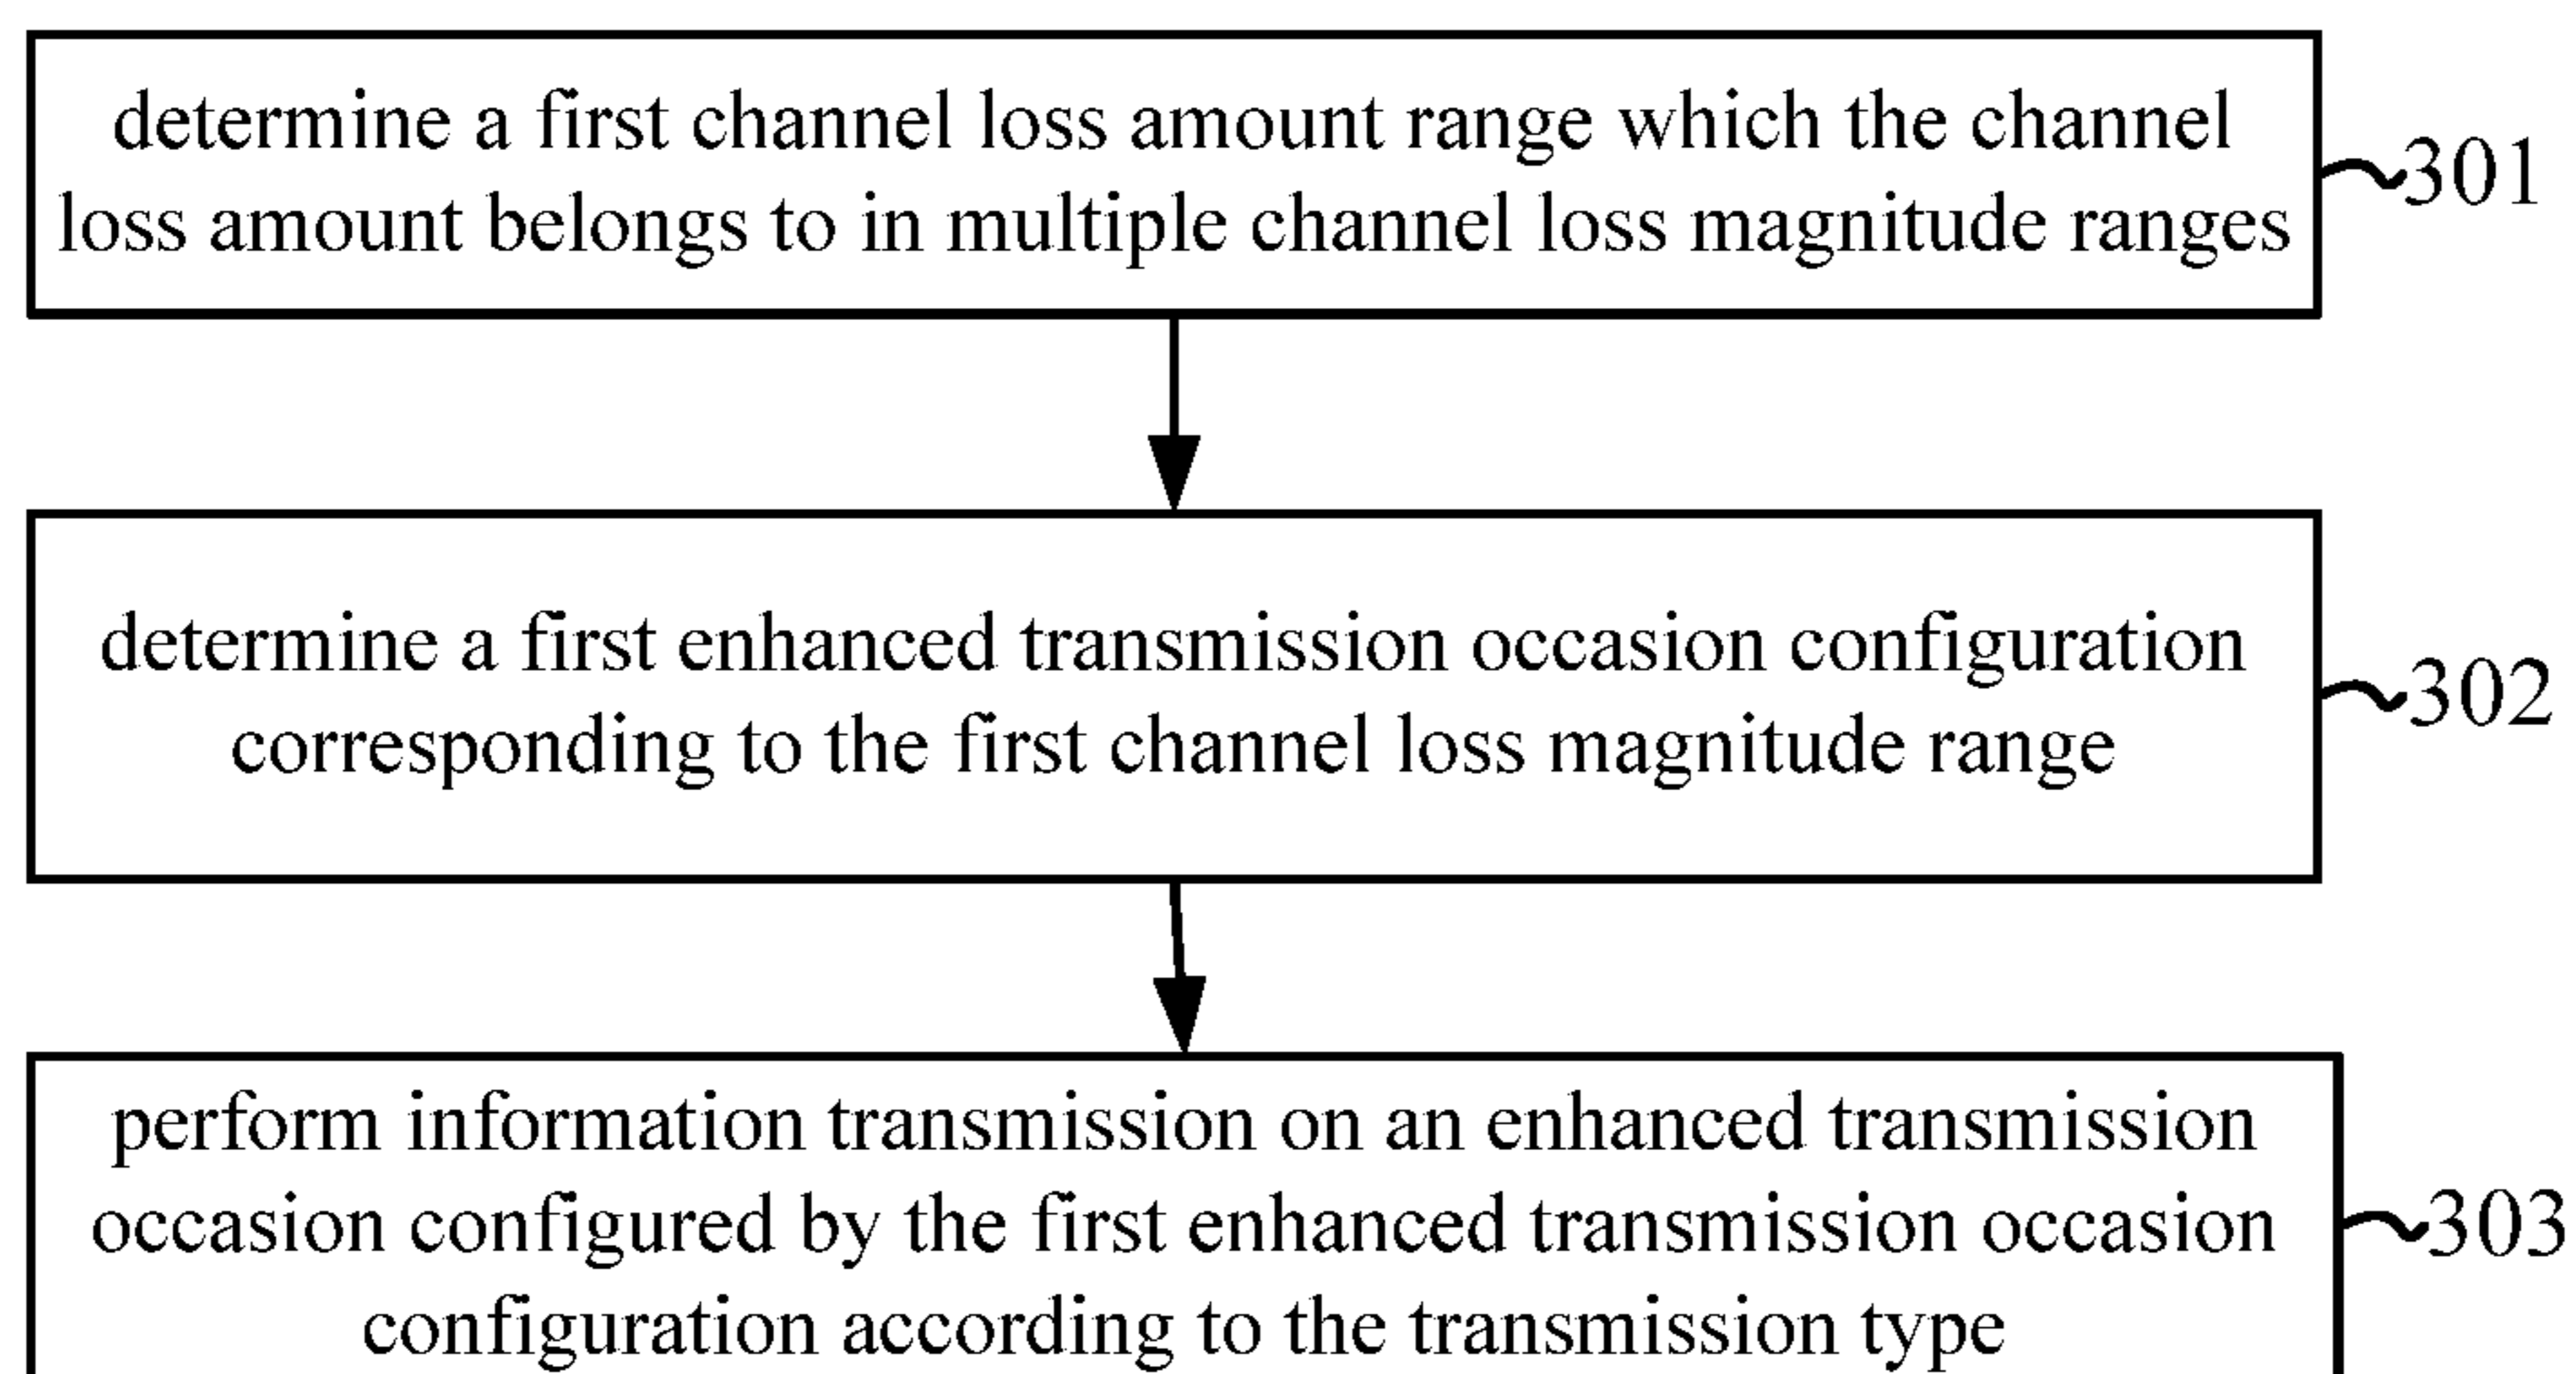 determine a first channel loss amount range which the channel
loss amount belongs to in multiple channel loss magnitude ranges
301
determine a first enhanced transmission occasion configuration
corresponding to the first channel loss magnitude range
302
perform information transmission on an enhanced transmission
occasion configured by the first enhanced transmission occasion
configuration according to the transmission type
303